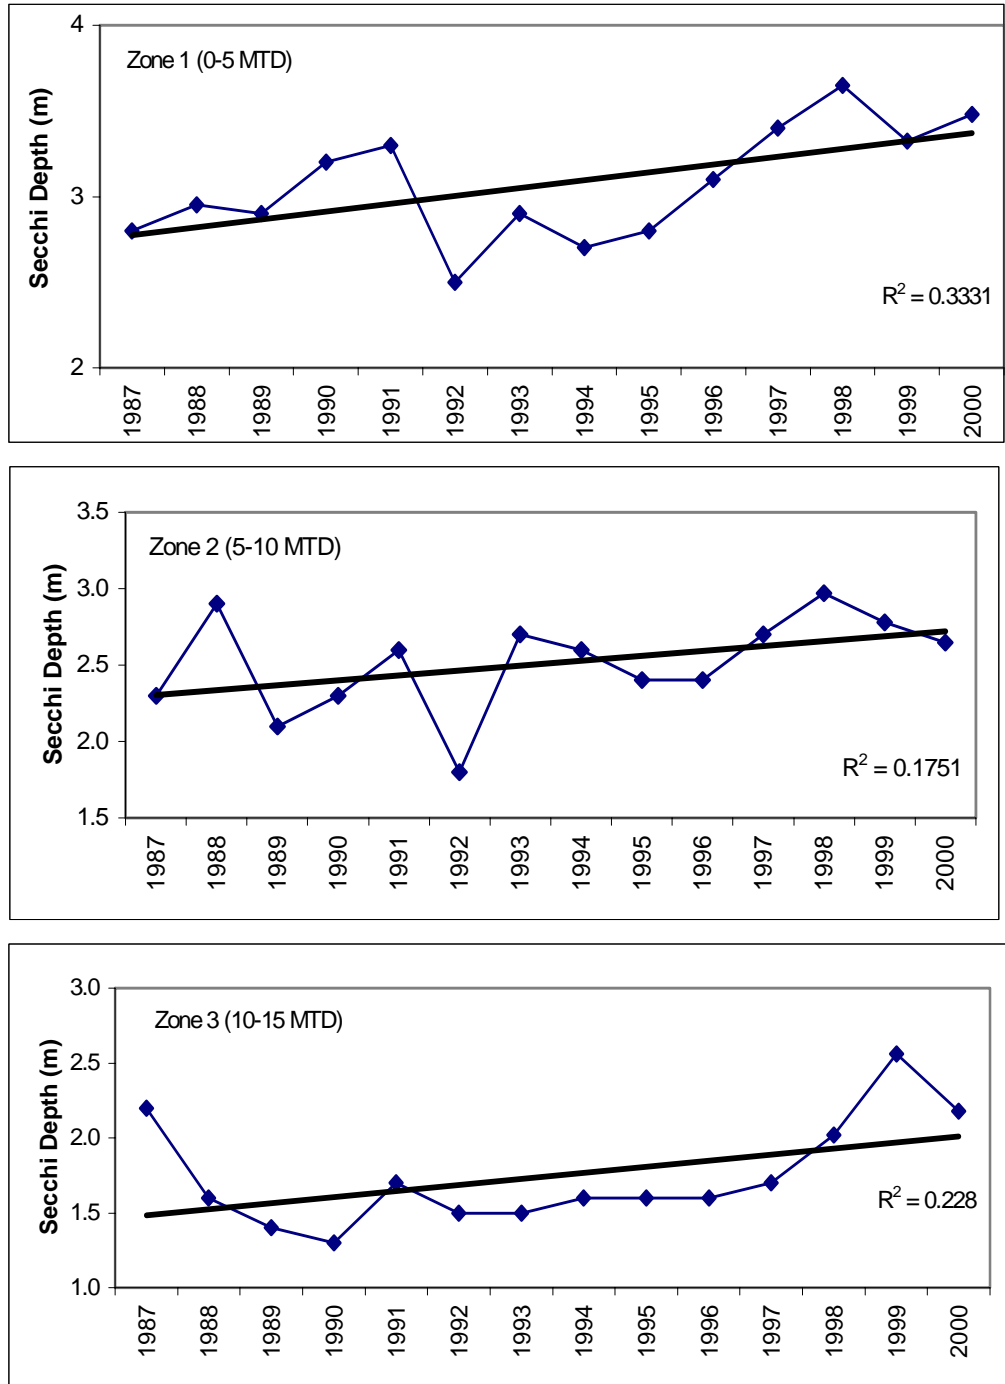 4
Zone 1 (0-5 MTD)
3
Secchi Depth (m)
R² = 0.3331
2
1987 1988 1989 1990 1991 1992 1993 1994 1995 1996 1997 1998 1999 2000
3.5
Zone 2 (5-10 MTD)
3.0
2.5
Secchi Depth (m)
2.0
R² = 0.1751
1.5
1987 1988 1989 1990 1991 1992 1993 1994 1995 1996 1997 1998 1999 2000
3.0
Zone 3 (10-15 MTD)
2.5
Secchi Depth (m)
2.0
1.5
R² = 0.228
1.0
1987 1988 1989 1990 1991 1992 1993 1994 1995 1996 1997 1998 1999 2000